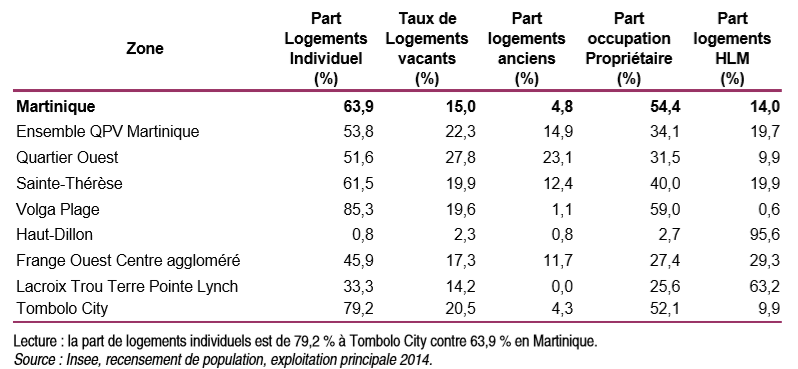 Zone Part Logements Individuel (%) Taux de Logements vacants (%) Part logements anciens (%) Part occupation Propriétaire (%) Part logements HLM (%)
Martinique 63,9 15,0 4,8 54,4 14,0
Ensemble QPV Martinique 53,8 22,3 14,9 34,1 19,7
Quartier Ouest 51,6 27,8 23,1 31,5 9,9
Sainte-Thérèse 61,5 19,9 12,4 40,0 19,9
Volga Plage 85,3 19,6 1,1 59,0 0,6
Haut-Dillon 0,8 2,3 0,8 2,7 95,6
Frange Ouest Centre aggloméré 45,9 17,3 11,7 27,4 29,3
Lacroix Trou Terre Pointe Lynch 33,3 14,2 0,0 25,6 63,2
Tombolo City 79,2 20,5 4,3 52,1 9,9
Lecture : la part de logements individuels est de 79,2 % à Tombolo City contre 63,9 % en Martinique.
Source : Insee, recensement de population, exploitation principale 2014.